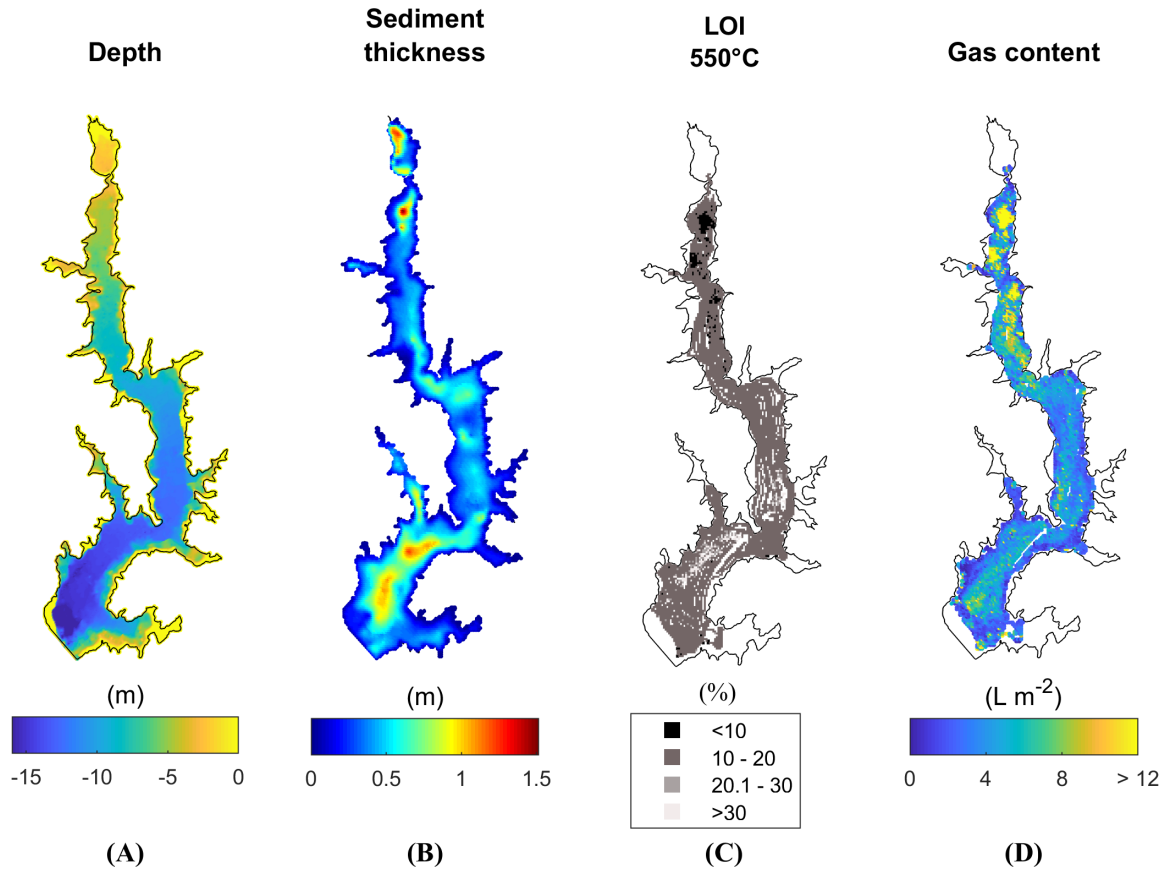 Depth
Sediment
thickness
LOI
550°C
Gas content
(m)
(m)
(%)
(L m⁻²)
-15 -10 -5 0
0 0.5 1 1.5
<10
10 - 20
20.1 - 30
>30
0 4 8 > 12
(A)
(B)
(C)
(D)